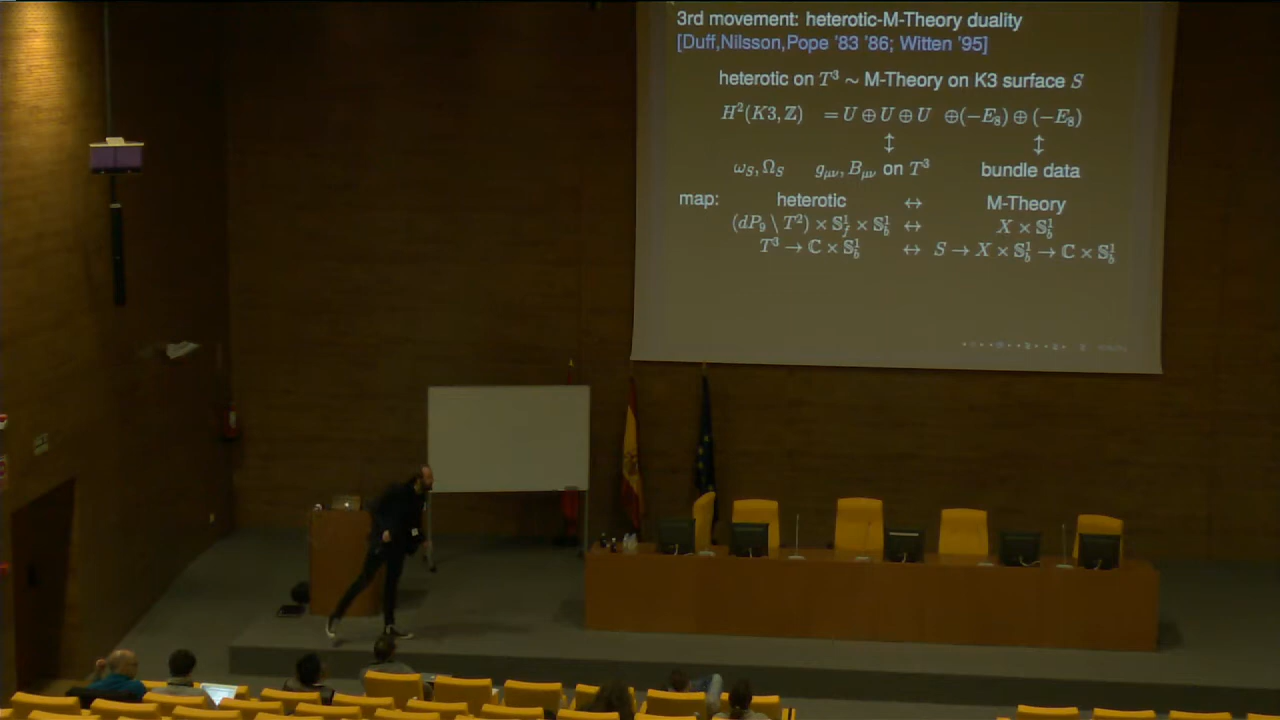 3rd movement: heterotic-M-Theory duality
[Duff,Nilsson,Pope '83 '86; Witten '95]
heterotic on T³ ∼ M-Theory on K3 surface S
H²(K3,ℤ) = U ⊕ U ⊕ U ⊕(−E₈) ⊕ (−E₈)
↕ ↕
ω_S, Ω_S g_μν, B_μν on T³ bundle data
map: heterotic ↔ M-Theory
(dP₉ \ T²) × 𝕊¹_f × 𝕊¹_b ↔ X × 𝕊¹_b
T³ → ℂ × 𝕊¹_b ↔ S → X × 𝕊¹_b → ℂ × 𝕊¹_b